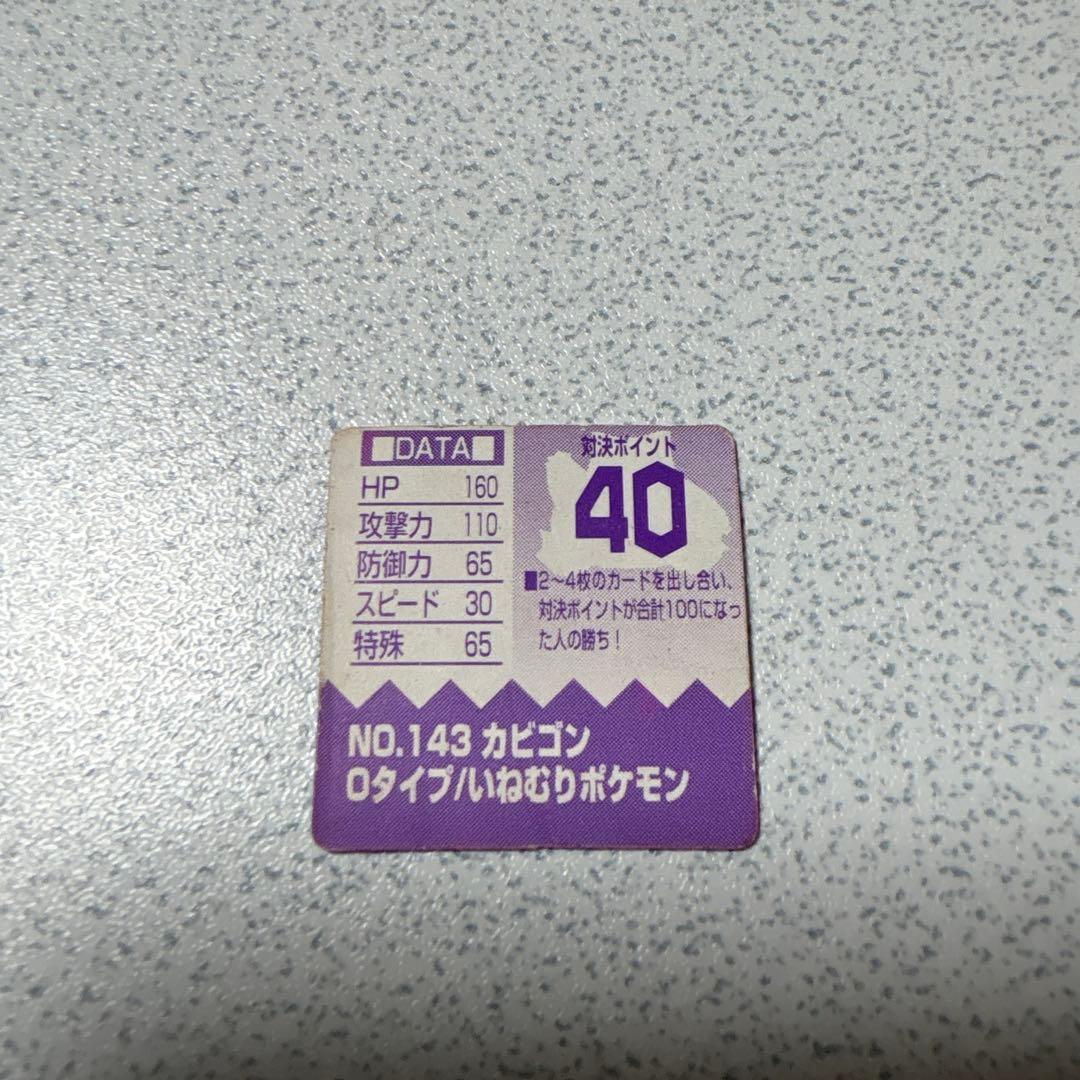 ■DATA■
HP 160
攻撃力 110
防御力 65
スピード 30
特殊 65
対決ポイント
40
■2～4枚のカードを出し合い、
対決ポイントが合計100になっ
た人の勝ち！
NO.143 カビゴン
0タイプ/いねむりポケモン